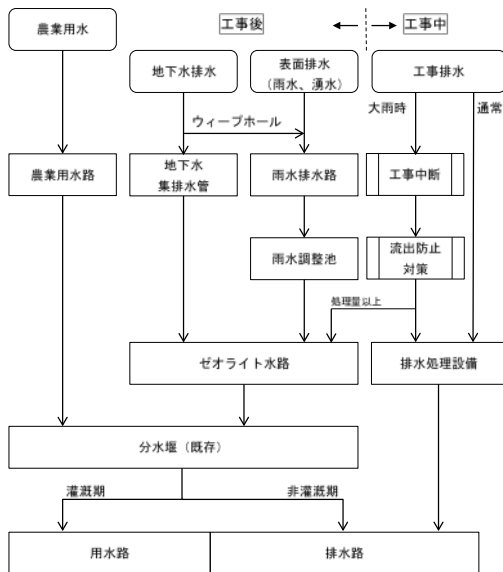 工事後
工事中
農業用水
地下水排水
表面排水
（雨水、湧水）
工事排水
大雨時
通常
ウィープホール
農業用水路
地下水
集排水管
雨水排水路
工事中断
雨水調整池
流出防止
対策
処理量以上
ゼオライト水路
排水処理設備
分水堰（既存）
灌漑期
非灌漑期
用水路
排水路